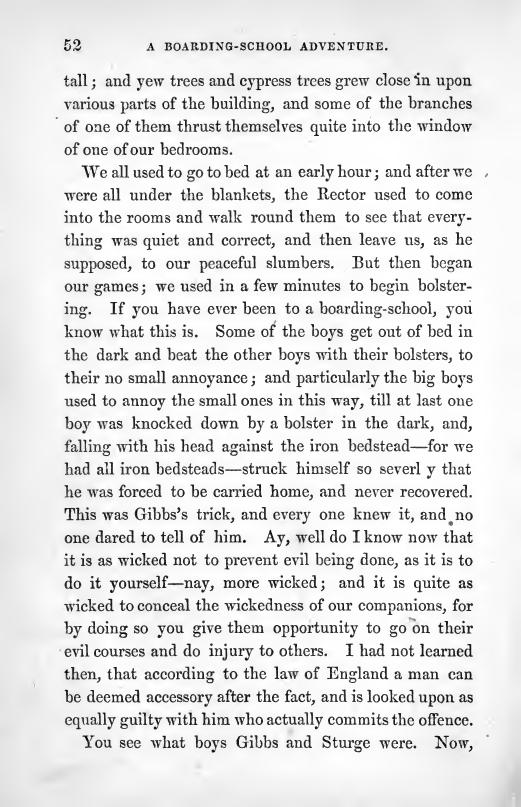 52 A BOARDING-SCHOOL ADVENTURE.
tall; and yew trees and cypress trees grew close in upon
various parts of the building, and some of the branches
of one of them thrust themselves quite into the window
of one of our bedrooms.
We all used to go to bed at an early hour; and after we
were all under the blankets, the Rector used to come
into the rooms and walk round them to see that every-
thing was quiet and correct, and then leave us, as he
supposed, to our peaceful slumbers. But then began
our games; we used in a few minutes to begin bolster-
ing. If you have ever been to a boarding-school, you
know what this is. Some of the boys get out of bed in
the dark and beat the other boys with their bolsters, to
their no small annoyance; and particularly the big boys
used to annoy the small ones in this way, till at last one
boy was knocked down by a bolster in the dark, and,
falling with his head against the iron bedstead—for we
had all iron bedsteads—struck himself so severl y that
he was forced to be carried home, and never recovered.
This was Gibbs's trick, and every one knew it, and no
one dared to tell of him. Ay, well do I know now that
it is as wicked not to prevent evil being done, as it is to
do it yourself—nay, more wicked; and it is quite as
wicked to conceal the wickedness of our companions, for
by doing so you give them opportunity to go on their
evil courses and do injury to others. I had not learned
then, that according to the law of England a man can
be deemed accessory after the fact, and is looked upon as
equally guilty with him who actually commits the offence.
You see what boys Gibbs and Sturge were. Now,